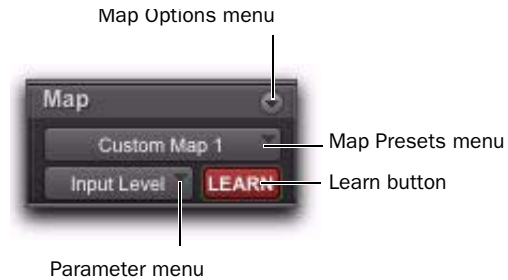 Map Options menu
Map
Custom Map 1
Map Presets menu
Input Level
LEARN
Learn button
Parameter menu